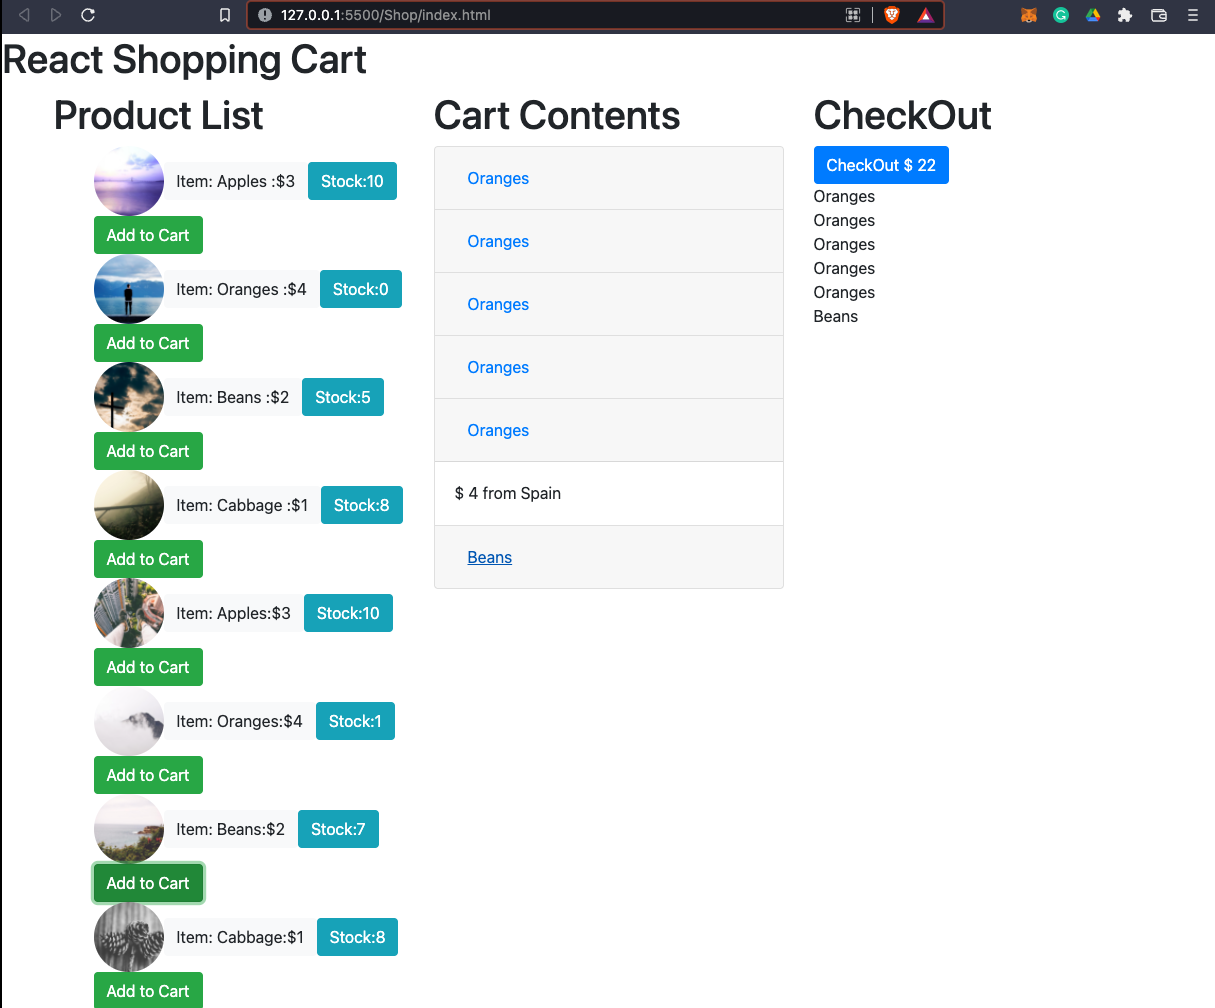 127.0.0.1:5500/Shop/index.html
React Shopping Cart
Product List
Item: Apples :$3 Stock:10
Add to Cart
Item: Oranges :$4 Stock:0
Add to Cart
Item: Beans :$2 Stock:5
Add to Cart
Item: Cabbage :$1 Stock:8
Add to Cart
Item: Apples:$3 Stock:10
Add to Cart
Item: Oranges:$4 Stock:1
Add to Cart
Item: Beans:$2 Stock:7
Add to Cart
Item: Cabbage:$1 Stock:8
Add to Cart
Cart Contents
Oranges
Oranges
Oranges
Oranges
Oranges
$ 4 from Spain
Beans
CheckOut
CheckOut $ 22
Oranges
Oranges
Oranges
Oranges
Oranges
Beans